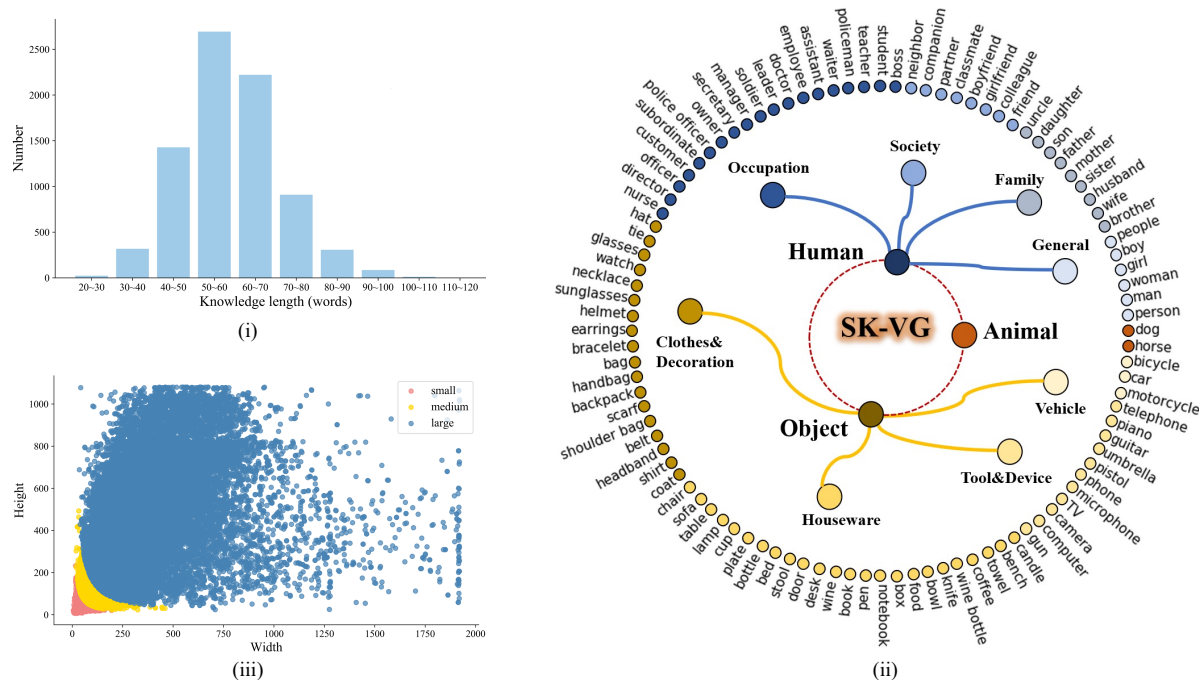 2500
2000
1500
1000
500
0
Number
20~30 30~40 40~50 50~60 60~70 70~80 80~90 90~100 100~110 110~120
Knowledge length (words)
(i)
small
medium
large
1000
800
600
400
200
0
Height
0 250 500 750 1000 1250 1500 1750 2000
Width
(iii)
SK-VG
Human
Occupation
Society
Family
General
Animal
Object
Clothes&
Decoration
Vehicle
Tool&Device
Houseware
boss
neighbor
companion
partner
classmate
boyfriend
girlfriend
colleague
friend
uncle
daughter
son
father
mother
sister
husband
wife
brother
people
boy
girl
woman
man
person
dog
horse
bicycle
car
motorcycle
telephone
piano
guitar
umbrella
pistol
phone
microphone
TV
camera
computer
gun
candle
bench
towel
coffee
wine bottle
knife
bowl
food
box
notebook
pen
book
wine
desk
door
stool
bed
bottle
plate
cup
lamp
table
sofa
chair
coat
shirt
headband
belt
shoulder bag
scarf
backpack
handbag
bag
bracelet
earrings
helmet
sunglasses
necklace
watch
glasses
tie
hat
nurse
director
officer
customer
subordinate
police officer
owner
secretary
manager
soldier
leader
doctor
employee
assistant
waiter
policeman
teacher
student
(ii)